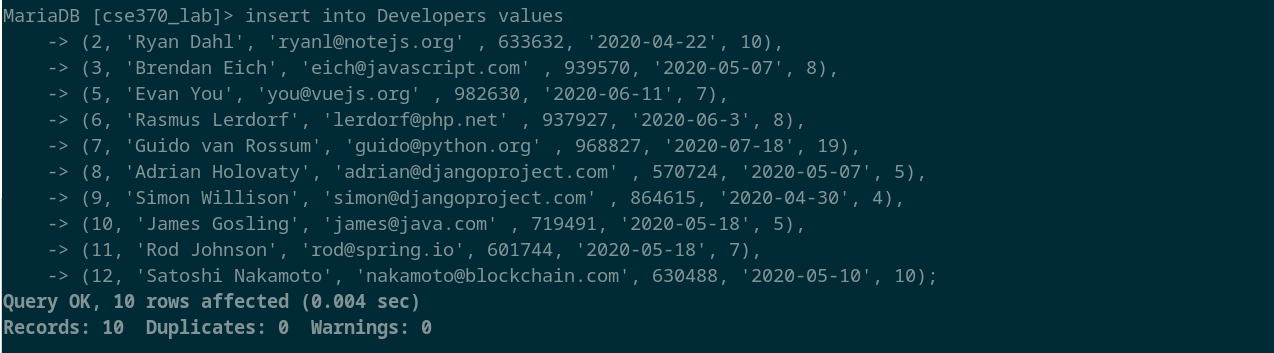 MariaDB [cse370_lab]> insert into Developers values
    -> (2, 'Ryan Dahl', 'ryanl@notejs.org' , 633632, '2020-04-22', 10),
    -> (3, 'Brendan Eich', 'eich@javascript.com' , 939570, '2020-05-07', 8),
    -> (5, 'Evan You', 'you@vuejs.org' , 982630, '2020-06-11', 7),
    -> (6, 'Rasmus Lerdorf', 'lerdorf@php.net' , 937927, '2020-06-3', 8),
    -> (7, 'Guido van Rossum', 'guido@python.org' , 968827, '2020-07-18', 19),
    -> (8, 'Adrian Holovaty', 'adrian@djangoproject.com' , 570724, '2020-05-07', 5),
    -> (9, 'Simon Willison', 'simon@djangoproject.com' , 864615, '2020-04-30', 4),
    -> (10, 'James Gosling', 'james@java.com' , 719491, '2020-05-18', 5),
    -> (11, 'Rod Johnson', 'rod@spring.io', 601744, '2020-05-18', 7),
    -> (12, 'Satoshi Nakamoto', 'nakamoto@blockchain.com', 630488, '2020-05-10', 10);
Query OK, 10 rows affected (0.004 sec)
Records: 10  Duplicates: 0  Warnings: 0